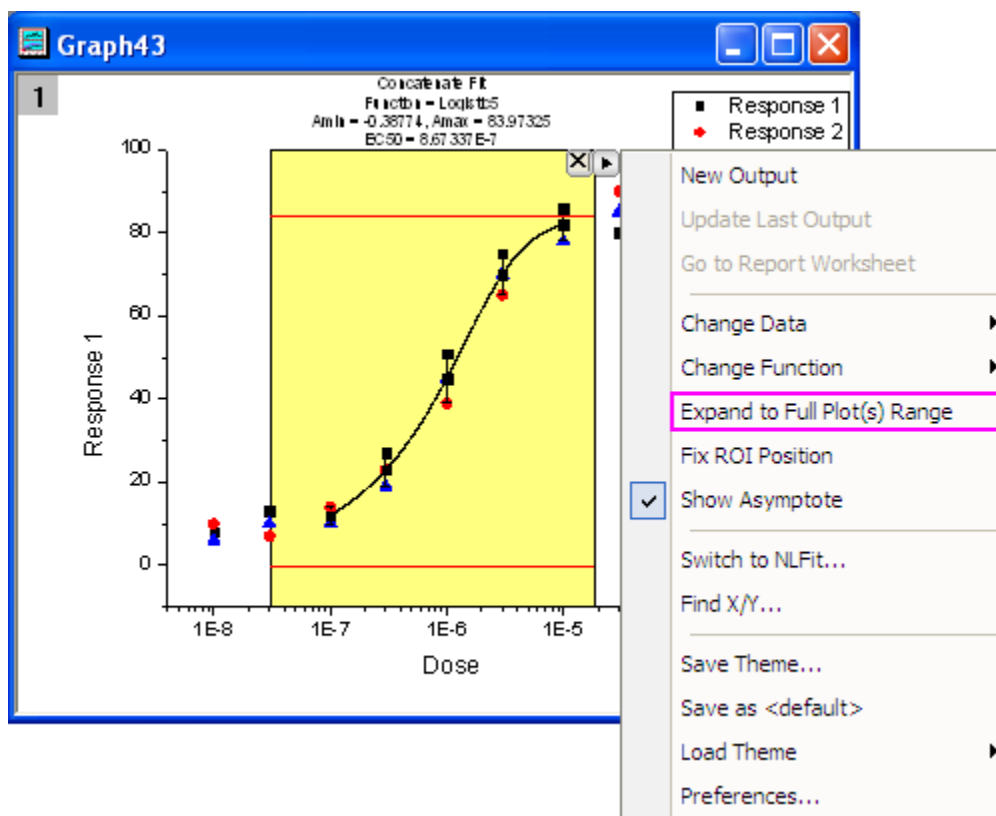 Graph43
1
Concatenate Fit
Function = Logistic5
Amin = -0.38774 , Amax = 83.97325
EC50 = 8.67337E-7
Response 1
Response 2
100
80
60
40
20
0
Response 1
1E-8 1E-7 1E-6 1E-5
Dose
New Output
Update Last Output
Go to Report Worksheet
Change Data
Change Function
Expand to Full Plot(s) Range
Fix ROI Position
Show Asymptote
Switch to NLFit...
Find X/Y...
Save Theme...
Save as <default>
Load Theme
Preferences...